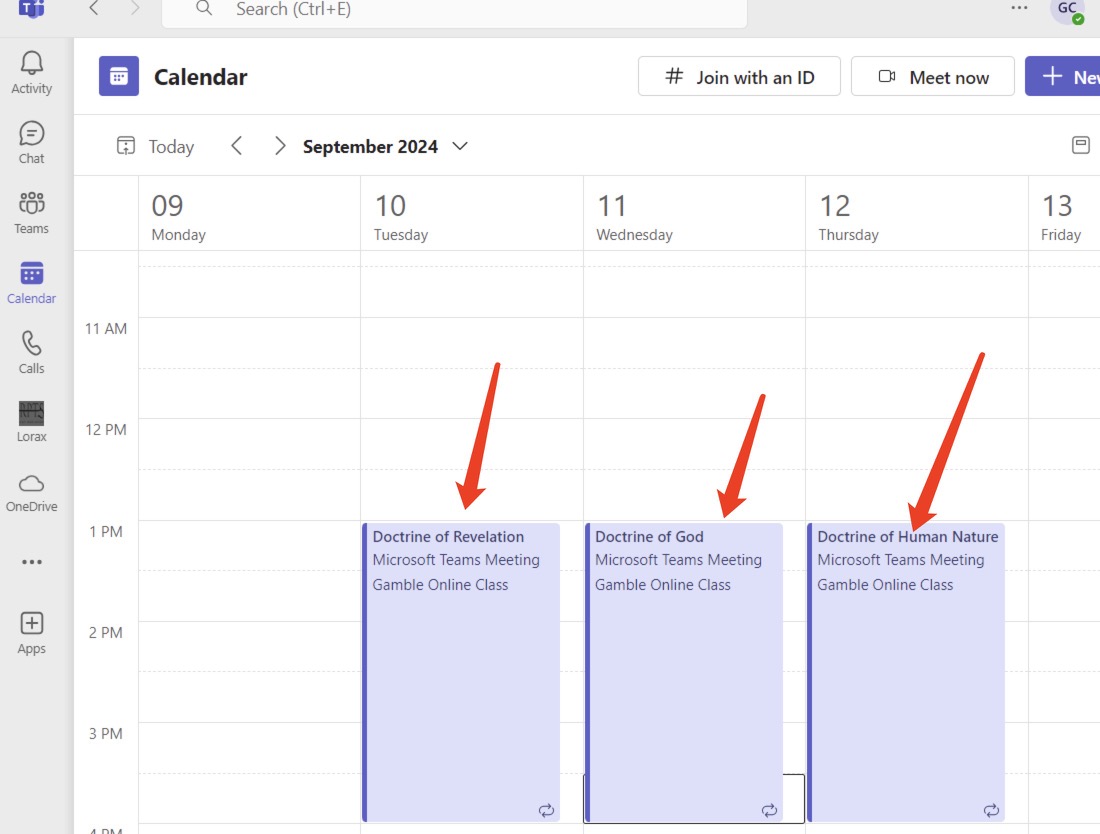 Search (Ctrl+E)
GC
Activity
Chat
Teams
Calendar
Calls
Lorax
OneDrive
Apps
Calendar
# Join with an ID
Meet now
Today
September 2024
09
Monday
10
Tuesday
11
Wednesday
12
Thursday
13
Friday
11 AM
12 PM
1 PM
2 PM
3 PM
4 PM
Doctrine of Revelation
Microsoft Teams Meeting
Gamble Online Class
Doctrine of God
Microsoft Teams Meeting
Gamble Online Class
Doctrine of Human Nature
Microsoft Teams Meeting
Gamble Online Class